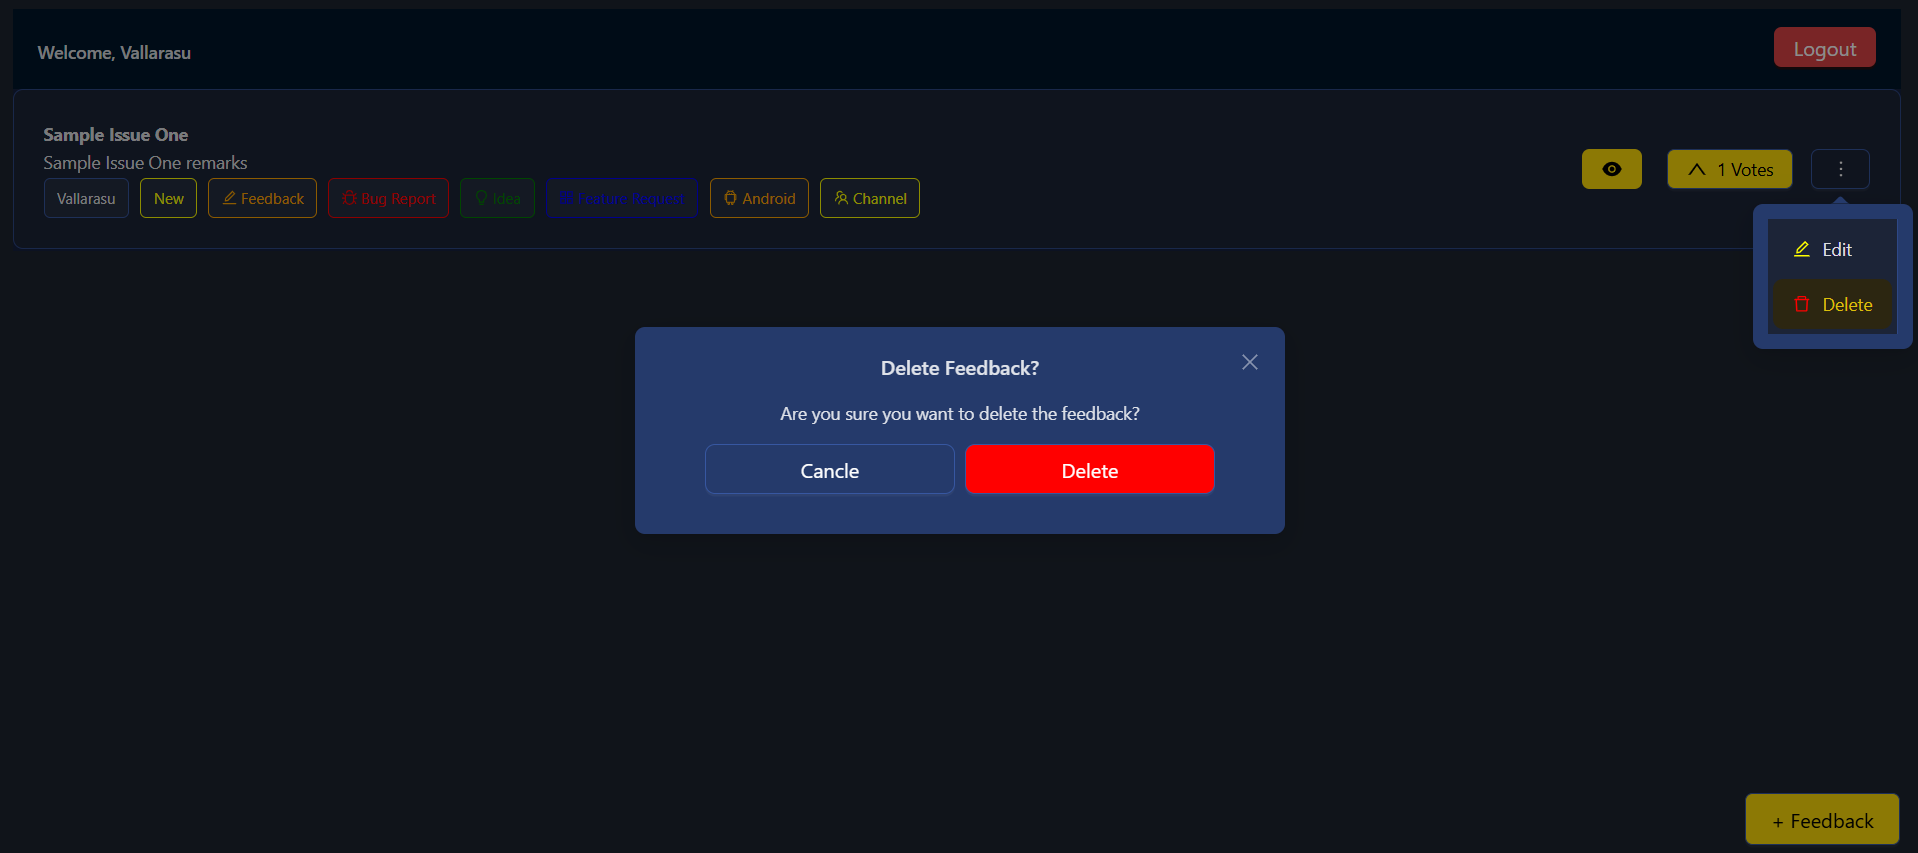 Welcome, Vallarasu
Logout
Sample Issue One
Sample Issue One remarks
Vallarasu
New
Feedback
Bug Report
Idea
Feature Request
Android
Channel
1 Votes
Edit
Delete
Delete Feedback?
Are you sure you want to delete the feedback?
Cancle
Delete
+ Feedback